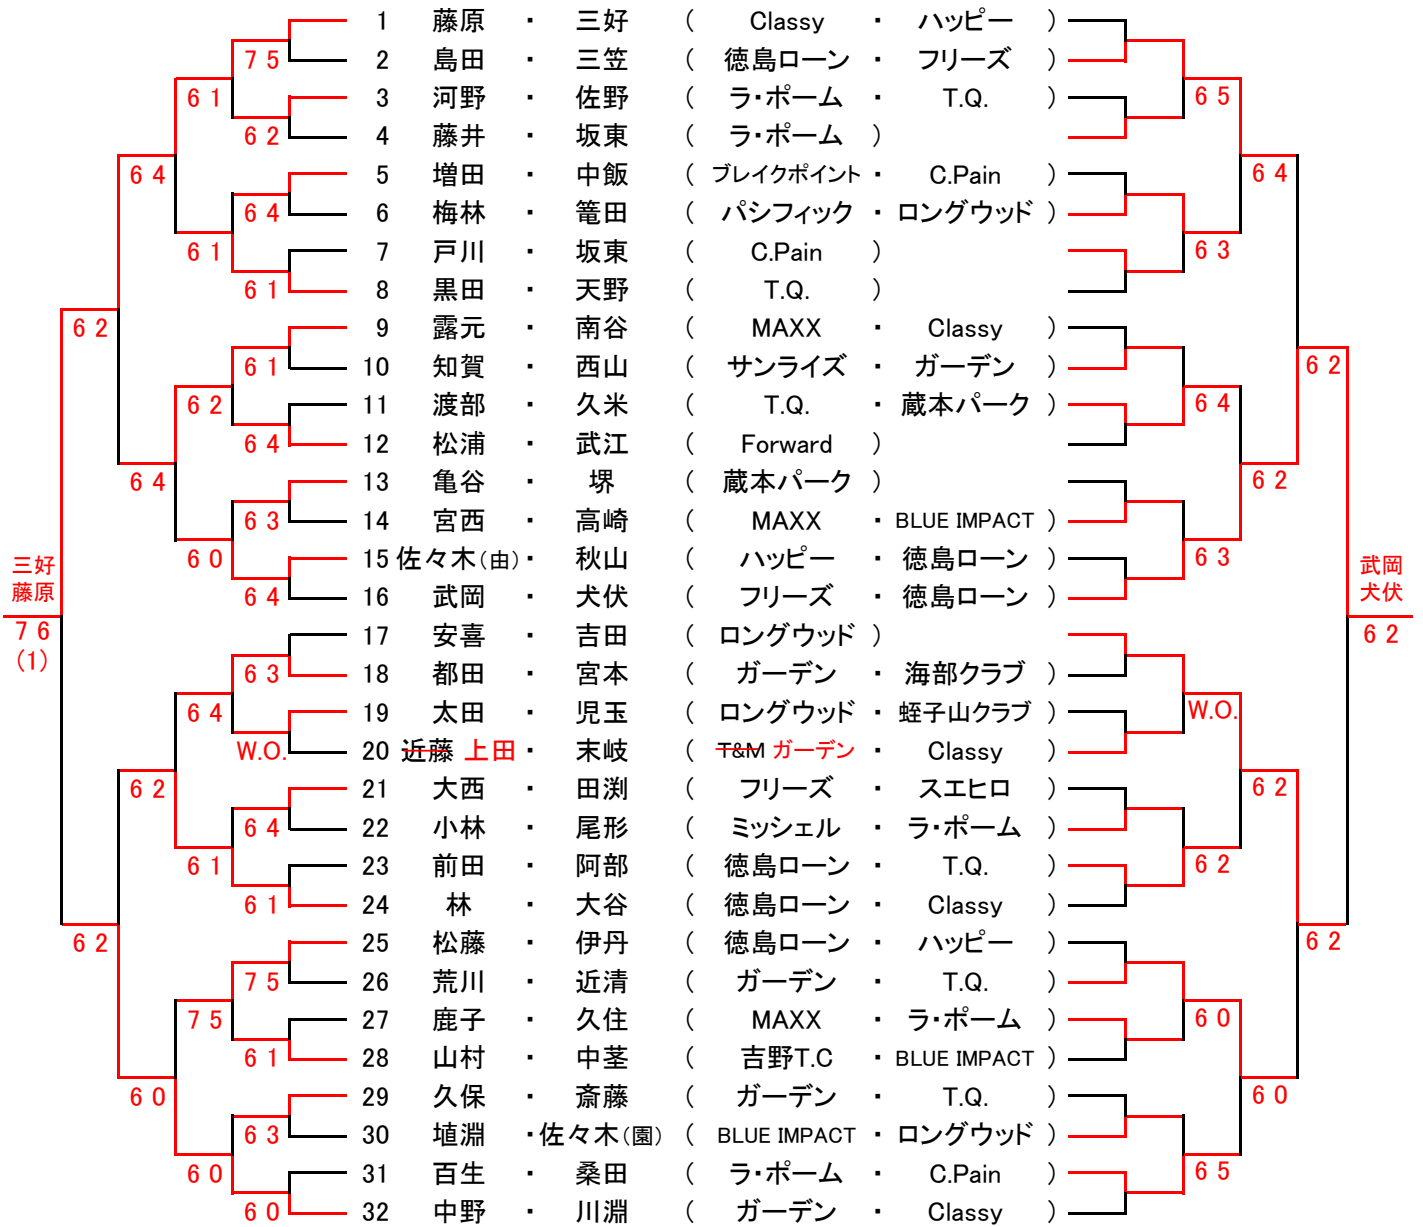 1 藤原 ・ 三好 ( Classy ・ ハッピー )
7 5 2 島田 ・ 三笠 ( 徳島ローン ・ フリーズ )
6 1 3 河野 ・ 佐野 ( ラ・ポーム ・ T.Q. ) 6 5
6 2 4 藤井 ・ 坂東 ( ラ・ポーム )
6 4 5 増田 ・ 中飯 ( ブレイクポイント ・ C.Pain ) 6 4
6 4 6 梅林 ・ 篭田 ( パシフィック ・ ロングウッド )
6 1 7 戸川 ・ 坂東 ( C.Pain ) 6 3
6 1 8 黒田 ・ 天野 ( T.Q. )
6 2 9 露元 ・ 南谷 ( MAXX ・ Classy )
6 1 10 知賀 ・ 西山 ( サンライズ ・ ガーデン ) 6 2
6 2 11 渡部 ・ 久米 ( T.Q. ・ 蔵本パーク ) 6 4
6 4 12 松浦 ・ 武江 ( Forward )
6 4 13 亀谷 ・ 堺 ( 蔵本パーク ) 6 2
6 3 14 宮西 ・ 高崎 ( MAXX ・ BLUE IMPACT )
三好 6 0 15 佐々木(由)・ 秋山 ( ハッピー ・ 徳島ローン ) 6 3 武岡
藤原 6 4 16 武岡 ・ 犬伏 ( フリーズ ・ 徳島ローン ) 犬伏
7 6 17 安喜 ・ 吉田 ( ロングウッド ) 6 2
(1) 6 3 18 都田 ・ 宮本 ( ガーデン ・ 海部クラブ )
6 4 19 太田 ・ 児玉 ( ロングウッド ・ 蛭子山クラブ ) W.O.
W.O. 20 近藤 上田 ・ 末岐 ( T&M ガーデン ・ Classy )
6 2 21 大西 ・ 田渕 ( フリーズ ・ スエヒロ ) 6 2
6 4 22 小林 ・ 尾形 ( ミッシェル ・ ラ・ポーム )
6 1 23 前田 ・ 阿部 ( 徳島ローン ・ T.Q. ) 6 2
6 1 24 林 ・ 大谷 ( 徳島ローン ・ Classy )
6 2 25 松藤 ・ 伊丹 ( 徳島ローン ・ ハッピー ) 6 2
7 5 26 荒川 ・ 近清 ( ガーデン ・ T.Q. )
7 5 27 鹿子 ・ 久住 ( MAXX ・ ラ・ポーム ) 6 0
6 1 28 山村 ・ 中茎 ( 吉野T.C ・ BLUE IMPACT )
6 0 29 久保 ・ 斎藤 ( ガーデン ・ T.Q. ) 6 0
6 3 30 埴淵 ・佐々木(園) ( BLUE IMPACT ・ ロングウッド )
6 0 31 百生 ・ 桑田 ( ラ・ポーム ・ C.Pain ) 6 5
6 0 32 中野 ・ 川淵 ( ガーデン ・ Classy )